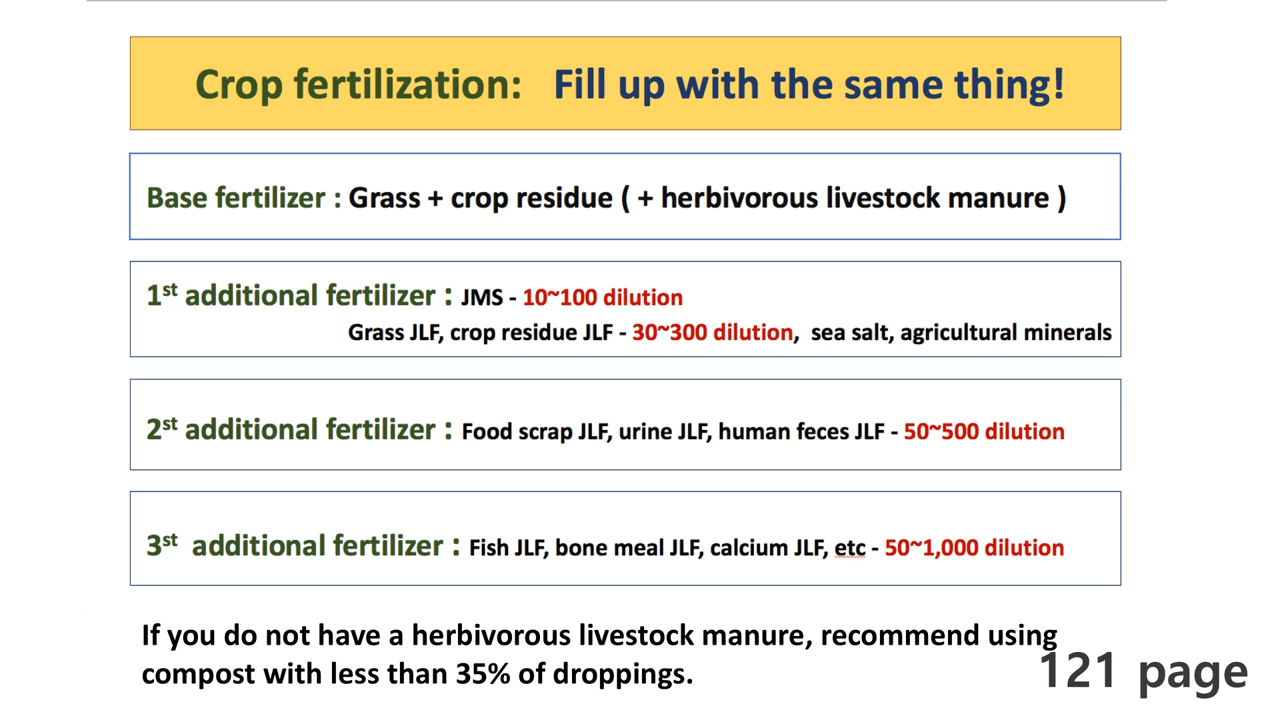 Crop fertilization: Fill up with the same thing!
Base fertilizer : Grass + crop residue ( + herbivorous livestock manure )
1st additional fertilizer : JMS - 10~100 dilution
Grass JLF, crop residue JLF - 30~300 dilution, sea salt, agricultural minerals
2st additional fertilizer : Food scrap JLF, urine JLF, human feces JLF - 50~500 dilution
3st additional fertilizer : Fish JLF, bone meal JLF, calcium JLF, etc - 50~1,000 dilution
If you do not have a herbivorous livestock manure, recommend using
compost with less than 35% of droppings.
121 page